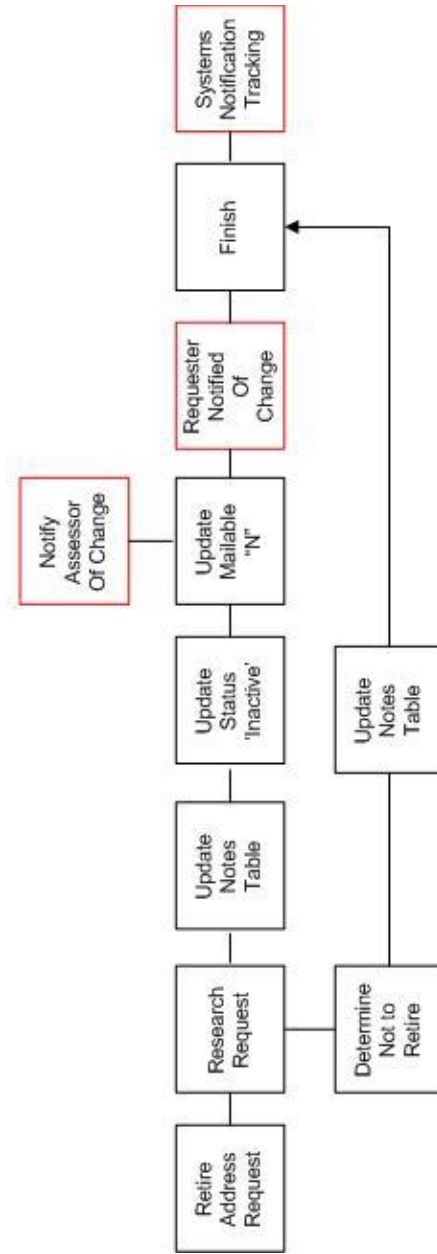 Retire
Address
Request
Research
Request
Update
Notes
Table
Update
Status
'Inactive'
Update
Mailable
"N"
Notify
Assessor
Of Change
Requester
Notified
Of
Change
Finish
Systems
Notification
Tracking
Determine
Not to
Retire
Update
Notes
Table